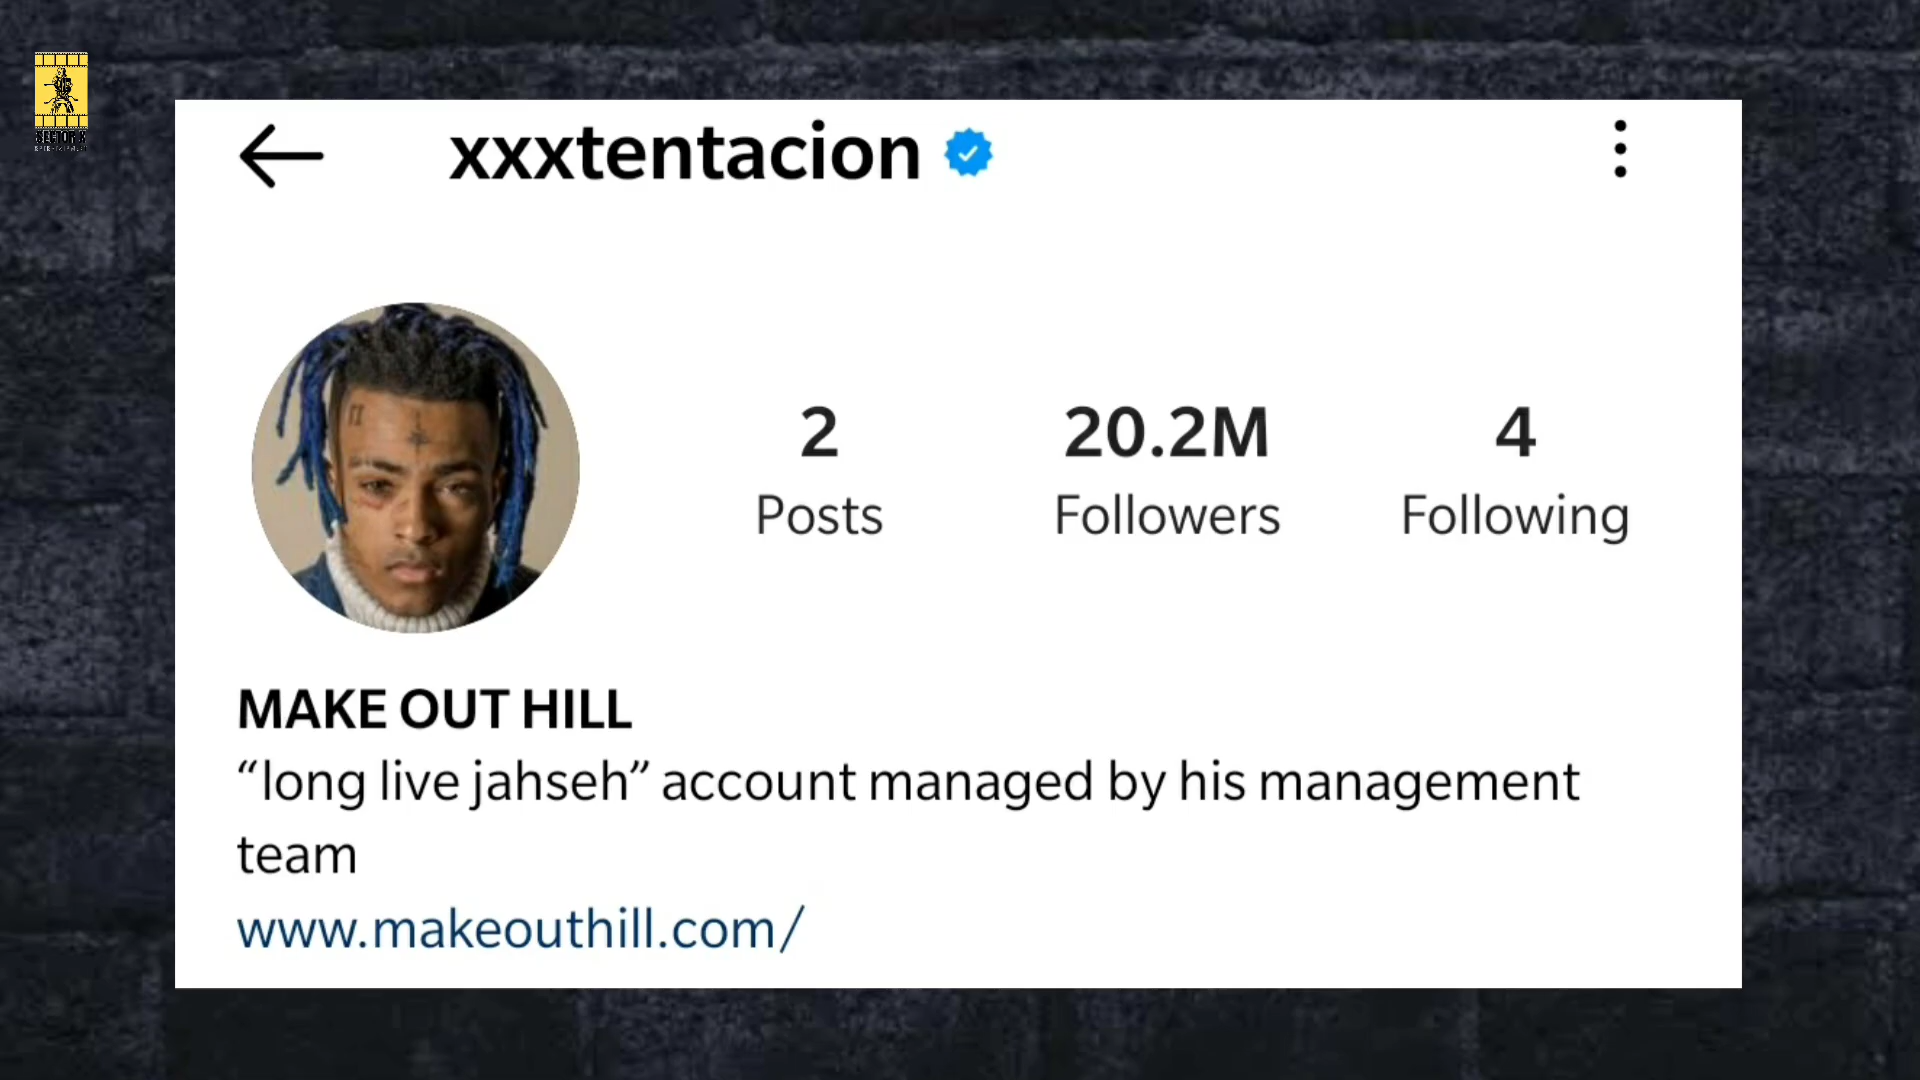 xxxtentacion
2
Posts
20.2M
Followers
4
Following
MAKE OUT HILL
“long live jahseh” account managed by his management
team
www.makeouthill.com/